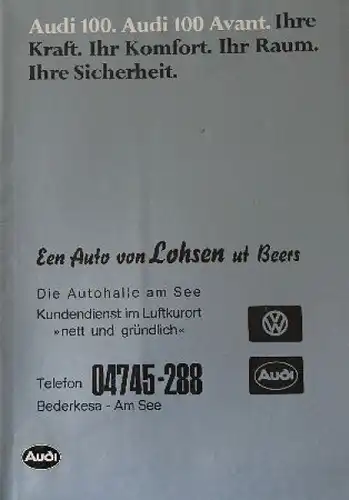 Audi 100. Audi 100 Avant. Ihre
Kraft. Ihr Komfort. Ihr Raum.
Ihre Sicherheit.
Een Auto von Lohsen ut Beers
Die Autohalle am See
Kundendienst im Luftkurort
»nett und gründlich«
VW
Audi
Telefon 04745-288
Bederkesa - Am See
Audi